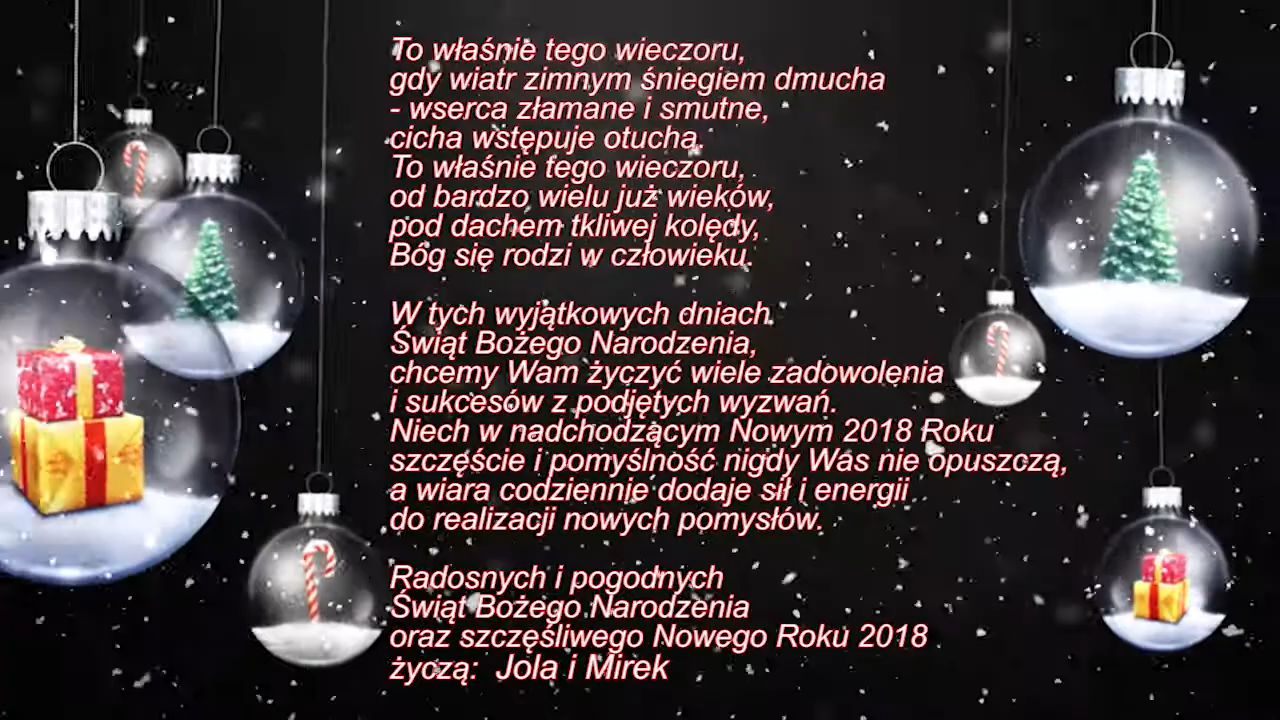 To właśnie tego wieczoru,
gdy wiatr zimnym śniegiem dmucha
- wserca złamane i smutne,
cicha wstępuje otucha.
To właśnie tego wieczoru,
od bardzo wielu już wieków,
pod dachem tkliwej kolędy,
Bóg się rodzi w człowieku.
W tych wyjątkowych dniach
Świąt Bożego Narodzenia,
chcemy Wam życzyć wiele zadowolenia
i sukcesów z podjętych wyzwań.
Niech w nadchodzącym Nowym 2018 Roku
szczęście i pomyślność nigdy Was nie opuszczą,
a wiara codziennie dodaje sił i energii
do realizacji nowych pomysłów.
Radosnych i pogodnych
Świąt Bożego Narodzenia
oraz szczęśliwego Nowego Roku 2018
życzą: Jola i Mirek